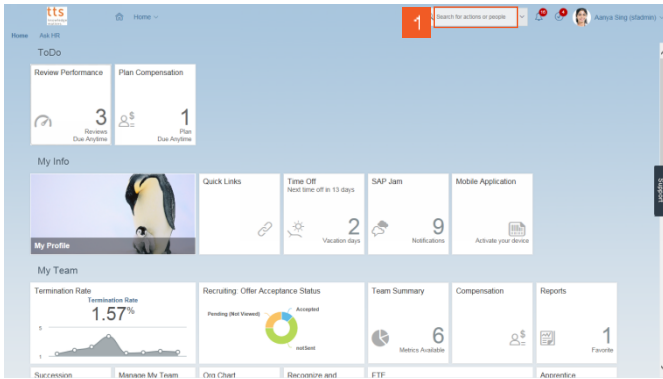 tts
Home
1
Search for actions or people
Aanya Sing (sfadmin)
Home Ask HR
ToDo
Review Performance
3
Reviews
Due Anytime
Plan Compensation
1
Plan
Due Anytime
My Info
My Profile
Quick Links
Time Off
Next time off in 13 days
2
Vacation days
SAP Jam
9
Notifications
Mobile Application
Activate your device
Support
My Team
Termination Rate
Termination Rate
1.57%
5
1
Recruiting: Offer Acceptance Status
Pending (Not Viewed)
Accepted
notSent
Team Summary
6
Metrics Available
Compensation
Reports
1
Favorite
Succession
Manage My Team
Org Chart
Recognize and
FTE
Apprentice